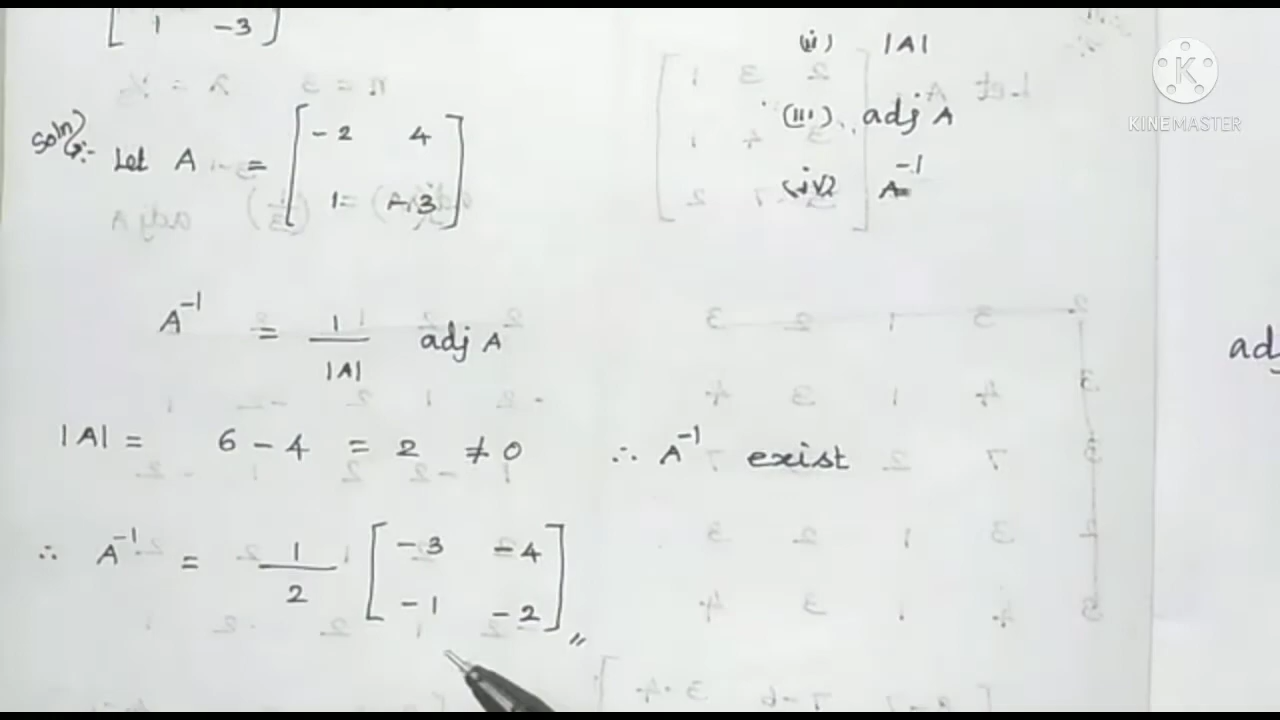 [ 1 -3 ]
(ii) |A|
(iii) adj A
(iv) A⁻¹
Soln:- Let A = [ -2 4
1 -3 ]
A⁻¹ = 1/|A| adj A
|A| = 6 - 4 = 2 ≠ 0 ∴ A⁻¹ exist
∴ A⁻¹ = 1/2 [ -3 -4
-1 -2 ] //
adj
KINEMASTER